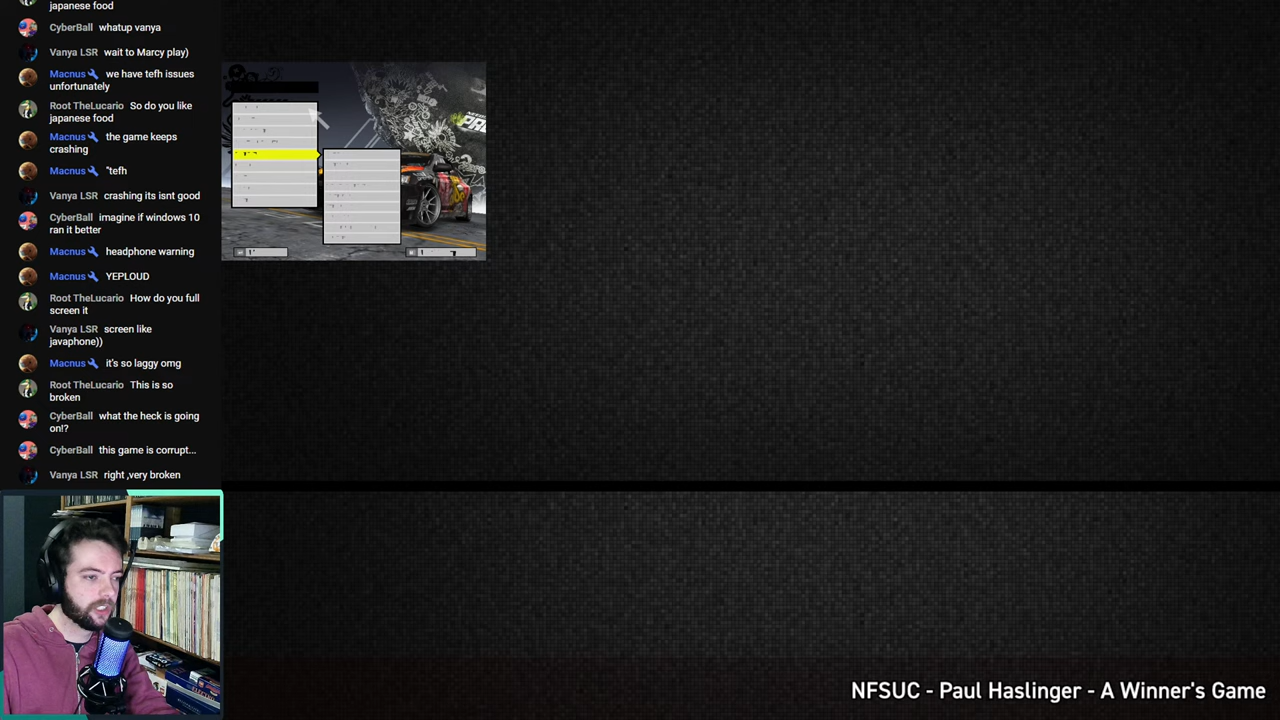 japanese food
CyberBall whatup vanya
Vanya LSR wait to Marcy play)
Macnus we have tefh issues
unfortunately
Root TheLucario So do you like
japanese food
Macnus the game keeps
crashing
Macnus *tefh
Vanya LSR crashing its isnt good
CyberBall imagine if windows 10
ran it better
Macnus headphone warning
Macnus YEPLOUD
Root TheLucario How do you full
screen it
Vanya LSR screen like
javaphone))
Macnus it's so laggy omg
Root TheLucario This is so
broken
CyberBall what the heck is going
on!?
CyberBall this game is corrupt...
Vanya LSR right ,very broken
NFSUC - Paul Haslinger - A Winner's Game